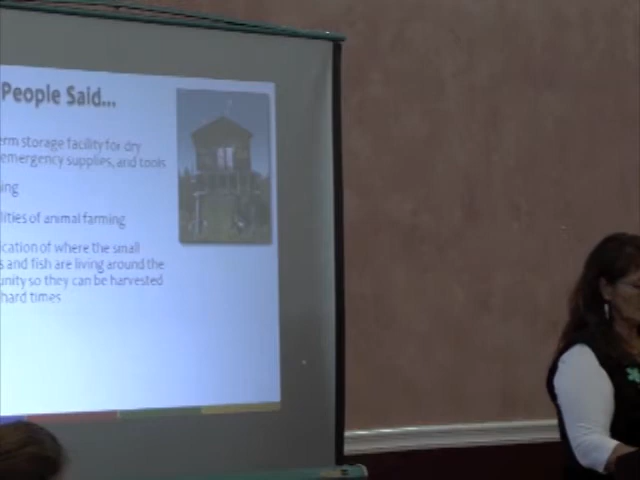 People Said...
erm storage facility for dry
emergency supplies, and tools
ing
lities of animal farming
ication of where the small
s and fish are living around the
unity so they can be harvested
hard times